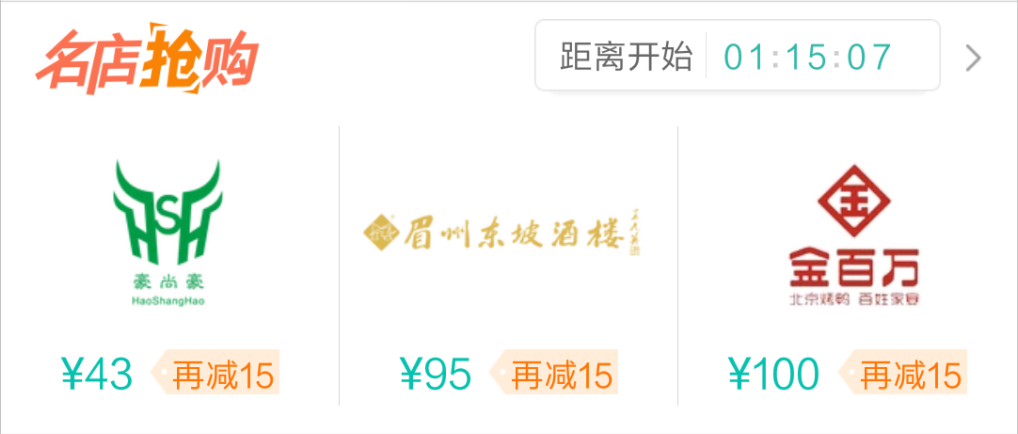 名店抢购
距离开始 01:15:07
HSH
豪尚豪
HaoShangHao
¥43 再减15
眉州东坡酒楼
¥95 再减15
金
金百万
北京烤鸭 百姓家宴
¥100 再减15